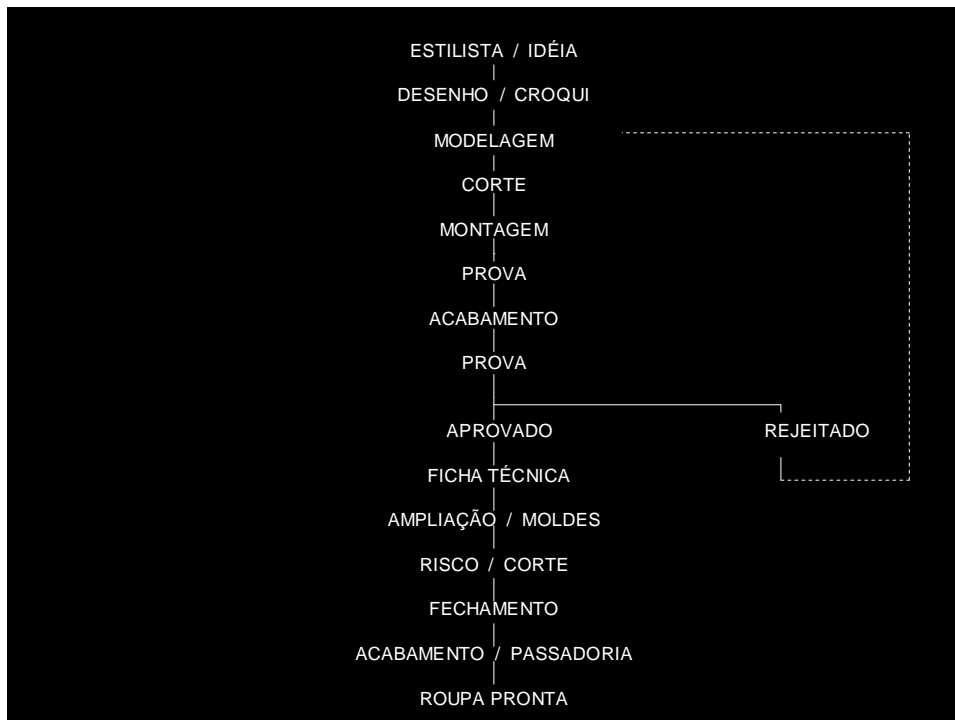 ESTILISTA / IDÉIA
DESENHO / CROQUI
MODELAGEM
CORTE
MONTAGEM
PROVA
ACABAMENTO
PROVA
APROVADO REJEITADO
FICHA TÉCNICA
AMPLIAÇÃO / MOLDES
RISCO / CORTE
FECHAMENTO
ACABAMENTO / PASSADORIA
ROUPA PRONTA